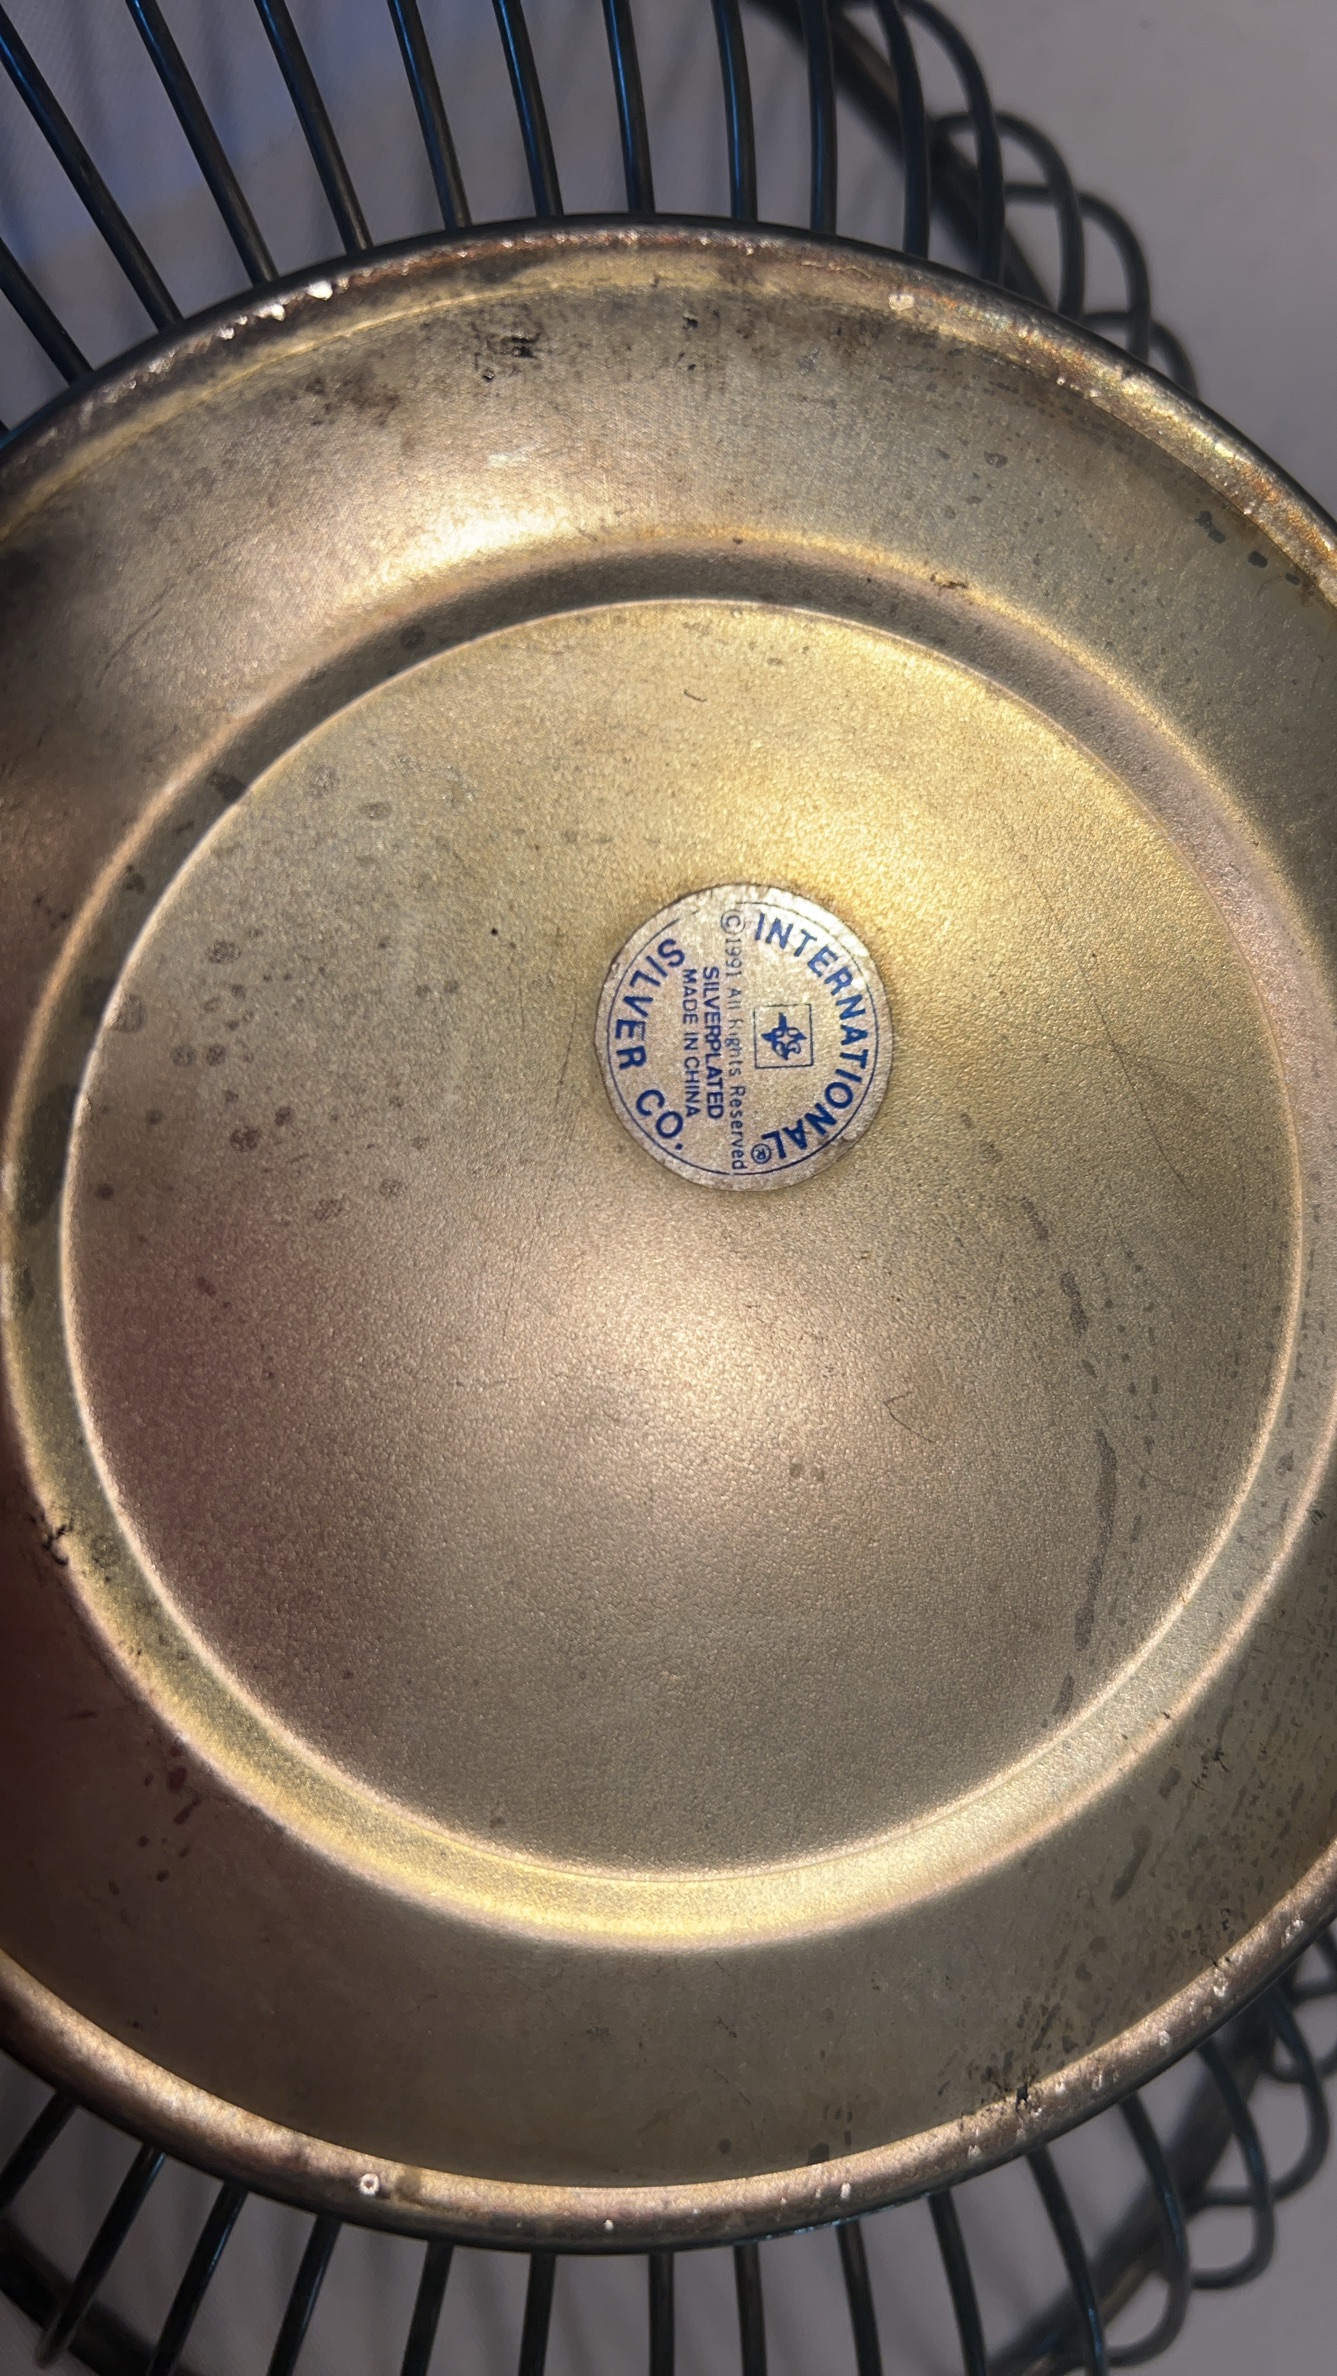 INTERNATIONAL®
©1991 All Rights Reserved
SILVERPLATED
MADE IN CHINA
SILVER CO.